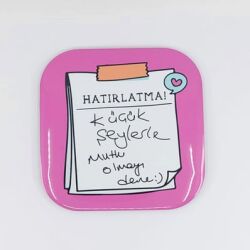 HATIRLATMA!
Küçük
şeylerle
mutlu
olmayı
dene :)